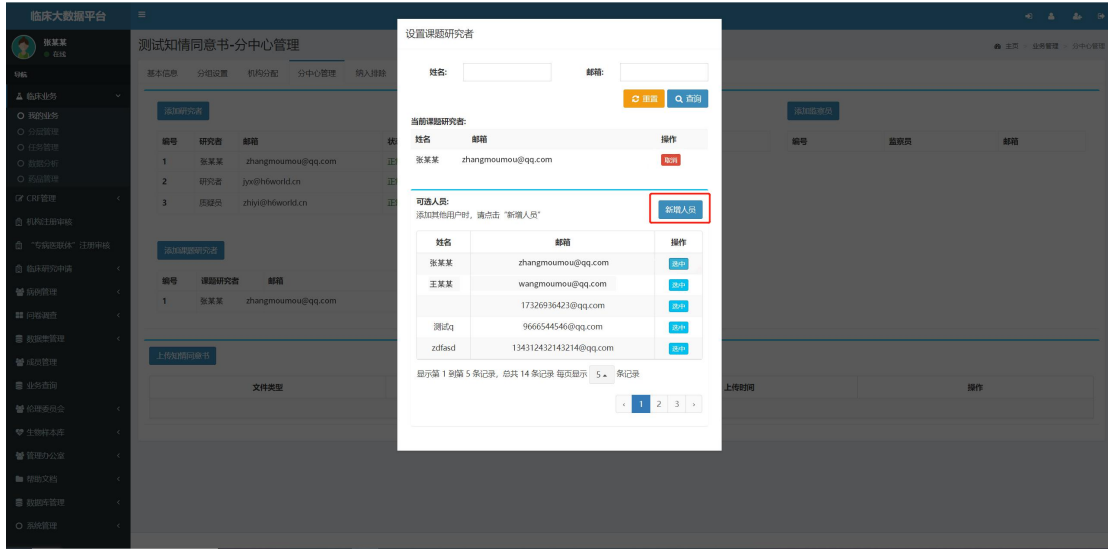 临床大数据平台
张某某
在线
导航
临床业务
我的业务
分层管理
日历管理
数据分析
药品管理
CRF管理
机构注册审核
“专病医联体”注册审核
临床研究申请
病例管理
问卷调查
数据集管理
成员管理
业务查询
伦理委员会
生物样本库
管理办公室
帮助文档
数据库管理
系统管理
测试知情同意书-分中心管理
主页 > 业务管理 > 分中心管理
基本信息 分组设置 机构分配 分中心管理 纳入排除
添加研究者
编号 研究者 邮箱 状
1 张某某 zhangmoumou@qq.com 正
2 研究者 jyx@h6world.cn 正
3 质疑员 zhiyi@h6world.cn 正
添加课题研究者
编号 课题研究者 邮箱
1 张某某 zhangmoumou@qq.com
添加监察员
编号 监察员 邮箱
上传知情同意书
文件类型 上传时间 操作
设置课题研究者
姓名: 邮箱:
重置 查询
当前课题研究者:
姓名 邮箱 操作
张某某 zhangmoumou@qq.com 取消
可选人员:
添加其他用户时，请点击“新增人员”
新增人员
姓名 邮箱 操作
张某某 zhangmoumou@qq.com 选中
王某某 wangmoumou@qq.com 选中
17326936423@qq.com 选中
测试q 9666544546@qq.com 选中
zdfasd 134312432143214@qq.com 选中
显示第 1 到第 5 条记录，总共 14 条记录 每页显示 5 条记录
‹ 1 2 3 ›